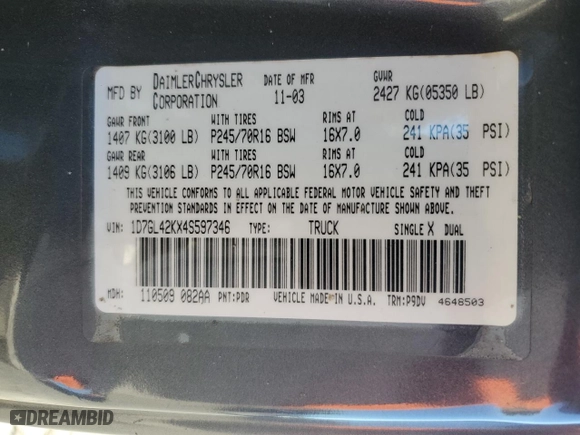 MFD BY DAIMLERCHRYSLER CORPORATION
DATE OF MFR 11-03
GVWR 2427 KG(05350 LB)
GAWR FRONT WITH TIRES RIMS AT COLD
1407 KG(3100 LB) P245/70R16 BSW 16X7.0 241 KPA(35 PSI)
GAWR REAR WITH TIRES RIMS AT COLD
1409 KG(3106 LB) P245/70R16 BSW 16X7.0 241 KPA(35 PSI)
THIS VEHICLE CONFORMS TO ALL APPLICABLE FEDERAL MOTOR VEHICLE SAFETY AND THEFT
PREVENTION STANDARDS IN EFFECT ON THE DATE OF MANUFACTURE SHOWN ABOVE.
VIN: 1D7GL42KX4S597346 TYPE: TRUCK SINGLE X DUAL
MDH: 110509 082AA PNT:PDR VEHICLE MADE IN U.S.A. TRM:P9DV 4648503
DREAMBID